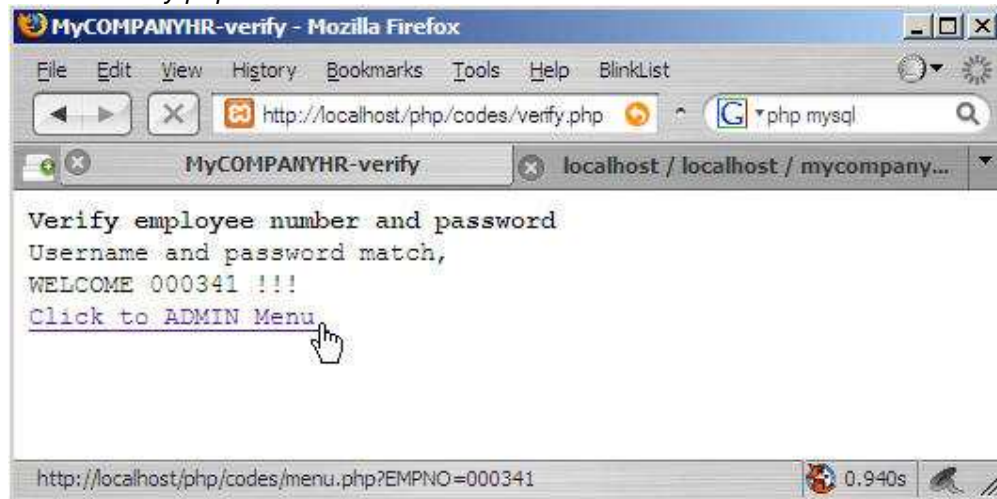 MyCOMPANYHR-verify - Mozilla Firefox
File Edit View History Bookmarks Tools Help BlinkList
http://localhost/php/codes/verify.php G php mysql
MyCOMPANYHR-verify localhost / localhost / mycompany...
Verify employee number and password
Username and password match,
WELCOME 000341 !!!
Click to ADMIN Menu
http://localhost/php/codes/menu.php?EMPNO=000341 0.940s